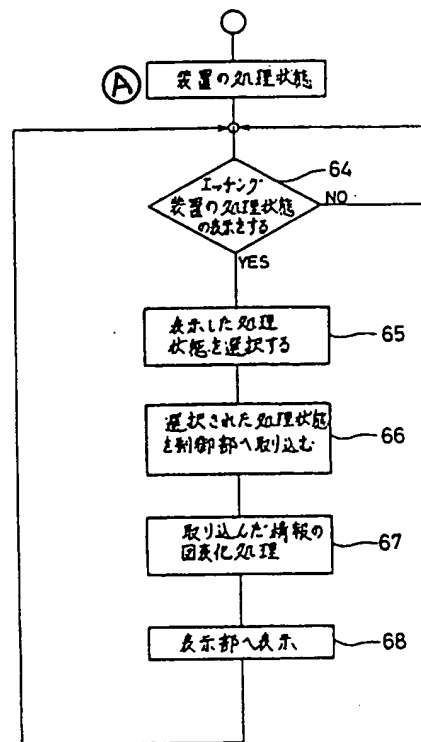 A
装置の処理状態
64
エッチング
装置の処理状態
の表示をする
NO
YES
表示した処理
状態を選択する
65
選択された処理状態
を制御部へ取り込む
66
取り込んだ情報の
図表化処理
67
表示部へ表示
68